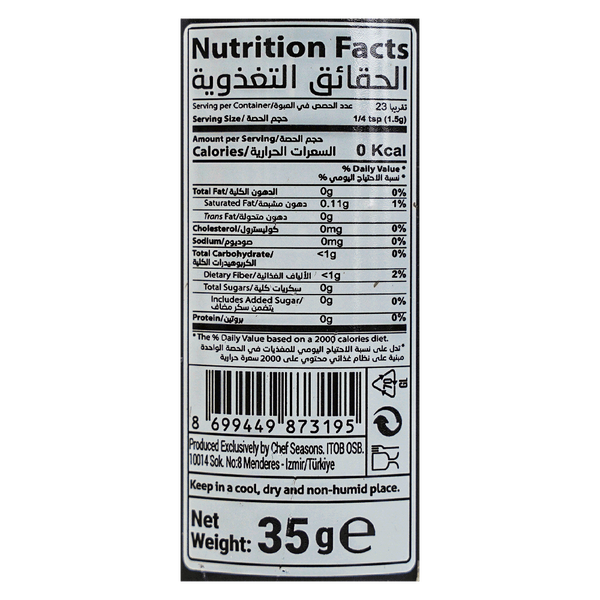 Nutrition Facts
الحقائق التغذوية
Serving per Container/عدد الحصص في العبوة تقريبا 23
Serving Size/حجم الحصة 1/4 tsp (1.5g)
Amount per Serving/حجم الحصة
Calories/السعرات الحرارية 0 Kcal
% Daily Value *
* نسبة الاحتياج اليومي %
Total Fat/الدهون الكلية 0g 0%
Saturated Fat/دهون مشبعة 0.11g 1%
Trans Fat/دهون متحولة 0g
Cholesterol/كوليسترول 0mg 0%
Sodium/صوديوم 0mg 0%
Total Carbohydrate/ <1g 0%
الكربوهيدرات الكلية
Dietary Fiber/الألياف الغذائية <1g 2%
Total Sugars/سكريات كلية 0g
Includes Added Sugar/ 0g 0%
يتضمن سكر مضاف
Protein/بروتين 0g 0%
*The % Daily Value based on a 2000 calories diet.
*تدل على نسبة الاحتياج اليومي للمغذيات في الحصة الواحدة
مبنية على نظام غذائي محتوي على 2000 سعرة حرارية
8 699449 873195
70
GL
Produced Exclusively by Chef Seasons. ITOB OSB.
10014 Sok. No:8 Menderes - Izmir/Türkiye
Keep in a cool, dry and non-humid place.
Net
Weight: 35g℮